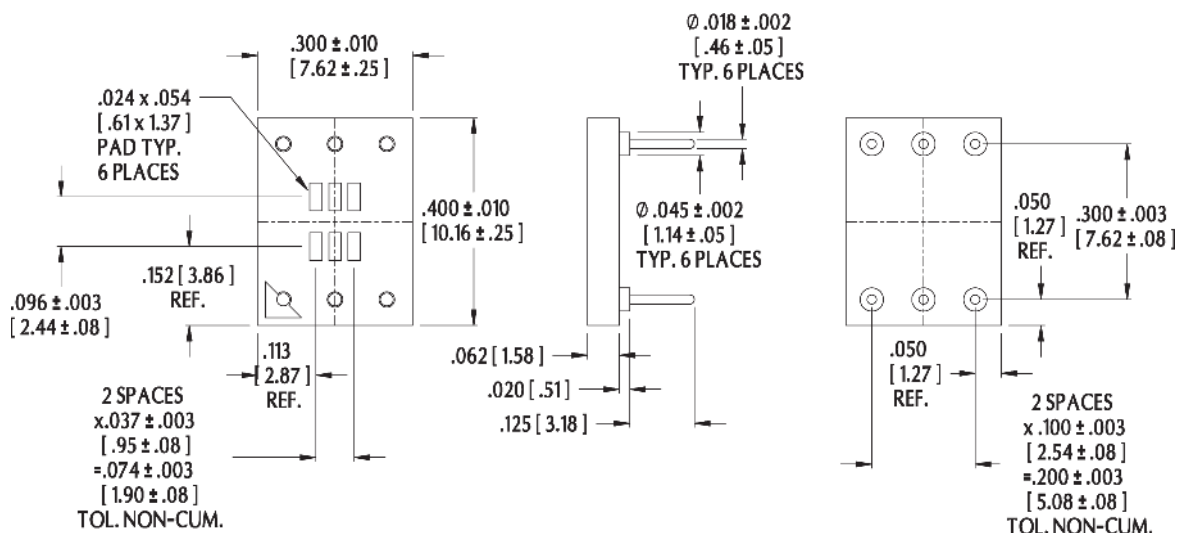 .300 ±.010
[ 7.62 ±.25 ]
.024 x .054
[ .61 x 1.37 ]
PAD TYP.
6 PLACES
.400 ±.010
[ 10.16 ±.25 ]
.152 [ 3.86 ]
REF.
.096 ±.003
[ 2.44 ±.08 ]
.113
[ 2.87 ]
REF.
2 SPACES
x.037 ±.003
[ .95 ±.08 ]
=.074 ±.003
[ 1.90 ±.08 ]
TOL. NON-CUM.
Ø .018 ±.002
[ .46 ±.05 ]
TYP. 6 PLACES
Ø .045 ±.002
[ 1.14 ±.05 ]
TYP. 6 PLACES
.062 [ 1.58 ]
.020 [ .51 ]
.125 [ 3.18 ]
.050
[ 1.27 ]
REF.
.300 ±.003
[ 7.62 ±.08 ]
.050
[ 1.27 ]
REF.
2 SPACES
x .100 ±.003
[ 2.54 ±.08 ]
=.200 ±.003
[ 5.08 ±.08 ]
TOL. NON-CUM.